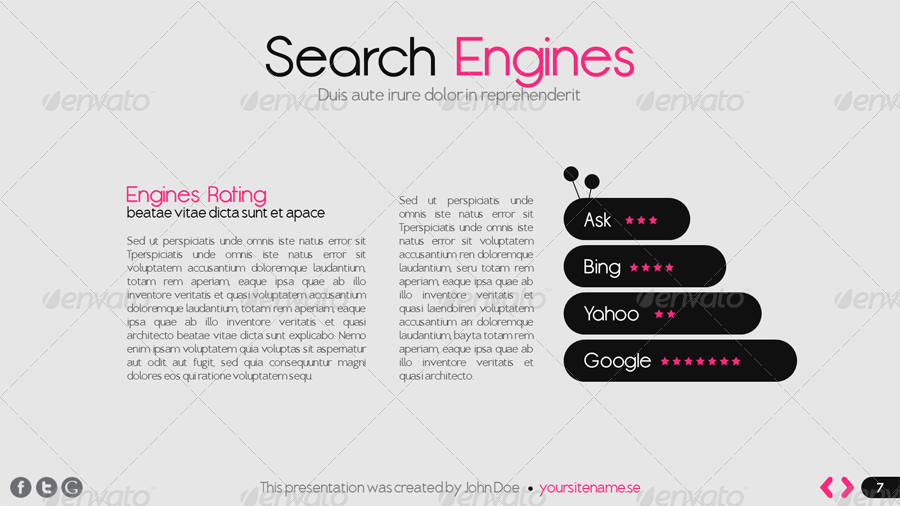 Search Engines
Duis aute irure dolor in reprehenderit
Engines Rating
beatae vitae dicta sunt et apace
Sed ut perspiciatis unde omnis iste natus error sit
Tperspiciatis unde omnis iste natus error sit
voluptatem accusantium doloremque laudantium,
totam rem aperiam, eaque ipsa quae ab illo
inventore veritatis et quasi voluptatem accusantium
doloremque laudantium, totam rem aperiam, eaque
ipsa quae ab illo inventore veritatis et quasi
architecto beatae vitae dicta sunt explicabo. Nemo
enim ipsam voluptatem quia voluptas sit aspernatur
aut odit aut fugit, sed quia consequuntur magni
dolores eos qui ratione voluptatem sequ.
Sed ut perspiciatis unde
omnis iste natus error sit
Tperspiciatis unde omnis iste
natus error sit voluptatem
accusantium ren doloremque
laudantium, seru totam rem
aperiam, eaque ipsa quae ab
illo inventore veritatis et
quasi laendoiren voluptatem
accusantium an doloremque
laudantium, bayta totam rem
aperiam, eaque ipsa quae ab
illo inventore veritatis et
quasi architecto.
Ask
Bing
Yahoo
Google
This presentation was created by John Doe • yoursitename.se
7
envato